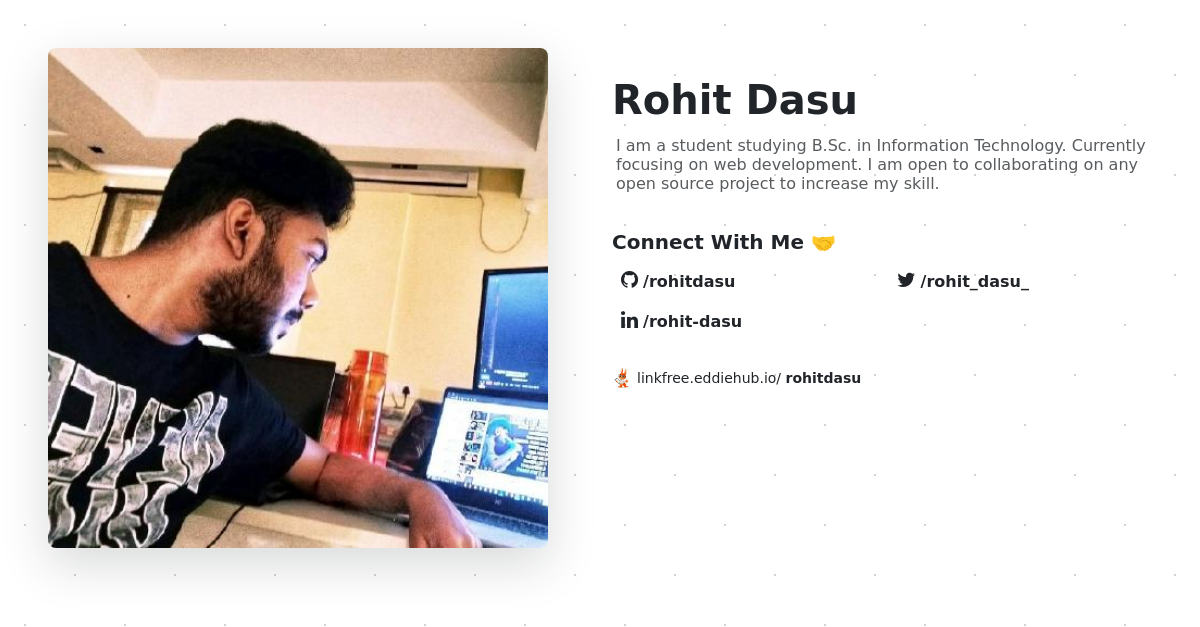 Rohit Dasu
I am a student studying B.Sc. in Information Technology. Currently
focusing on web development. I am open to collaborating on any
open source project to increase my skill.
Connect With Me 🤝
/rohitdasu
/rohit_dasu_
/rohit-dasu
linkfree.eddiehub.io/ rohitdasu